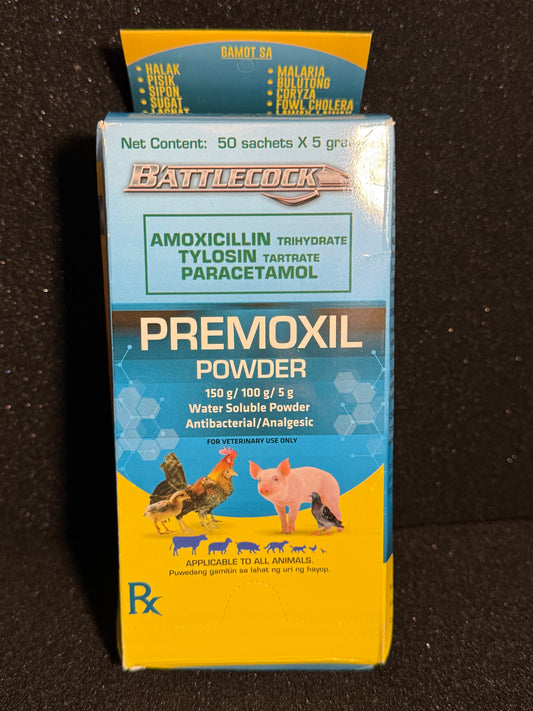 GAMOT SA
• HALAK
• PISIK
• SIPON
• SUGAT
• MALARIA
• BULUTONG
• CORYZA
• FOWL CHOLERA
Net Content: 50 sachets X 5
BATTLECOCK
AMOXICILLIN TRIHYDRATE
TYLOSIN TARTRATE
PARACETAMOL
PREMOXIL
POWDER
150 g/ 100 g/ 5 g
Water Soluble Powder
Antibacterial/Analgesic
FOR VETERINARY USE ONLY
APPLICABLE TO ALL ANIMALS.
Puwedeng gamitin sa lahat ng uri ng hayop.
Rx